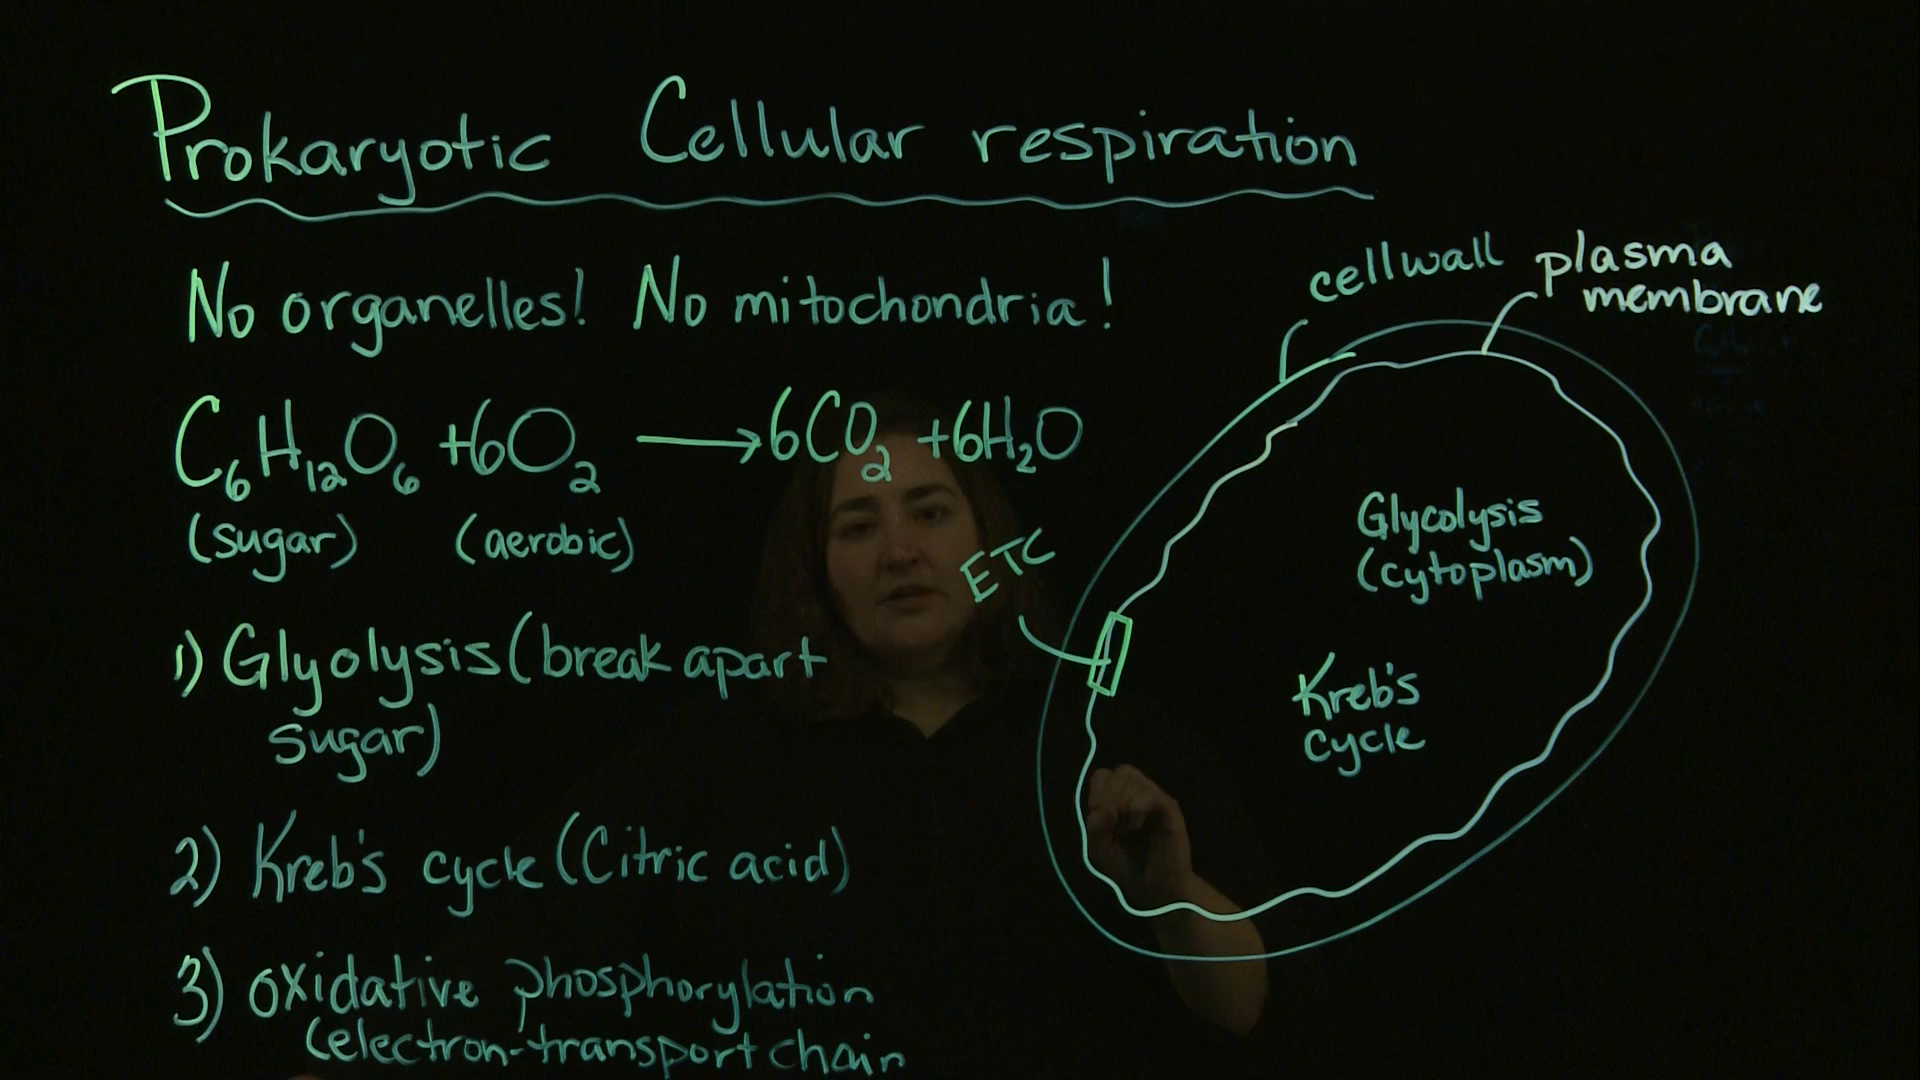 Prokaryotic Cellular respiration
No organelles! No mitochondria!
C₆H₁₂O₆ +6O₂ → 6CO₂ +6H₂O
(sugar) (aerobic)
1) Glyolysis (break apart
sugar)
2) Kreb's cycle (Citric acid)
3) oxidative phosphorylation
(electron-transport chain
cellwall
plasma
membrane
ETC
Glycolysis
(cytoplasm)
Kreb's
cycle